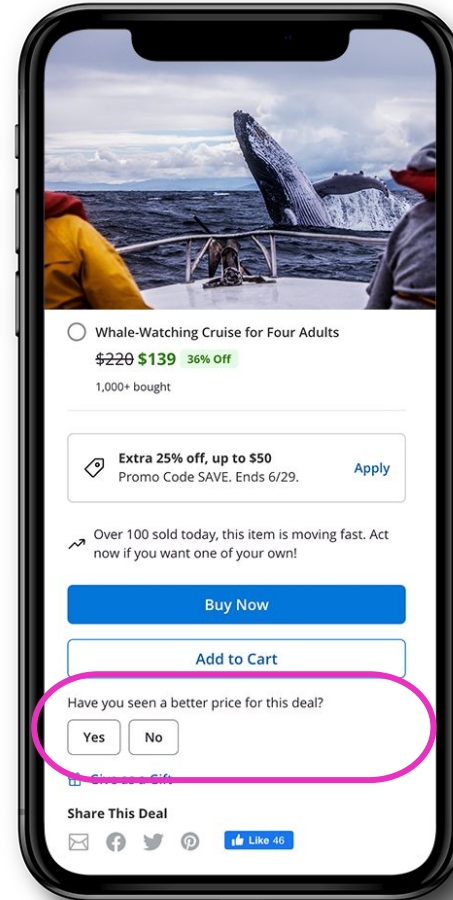 Whale-Watching Cruise for Four Adults
$220 $139 36% Off
1,000+ bought
Extra 25% off, up to $50
Promo Code SAVE. Ends 6/29.
Apply
Over 100 sold today, this item is moving fast. Act
now if you want one of your own!
Buy Now
Add to Cart
Have you seen a better price for this deal?
Yes No
Give as a Gift
Share This Deal
Like 46